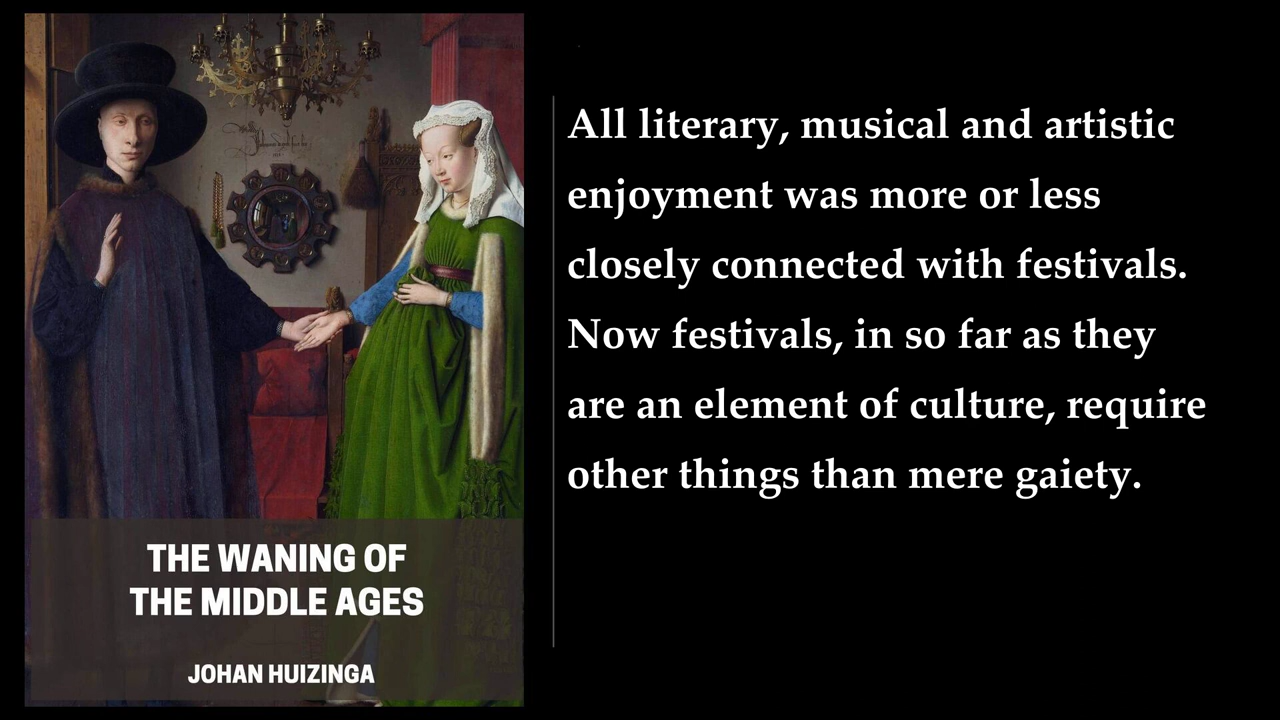 All literary, musical and artistic
enjoyment was more or less
closely connected with festivals.
Now festivals, in so far as they
are an element of culture, require
other things than mere gaiety.
THE WANING OF
THE MIDDLE AGES
JOHAN HUIZINGA